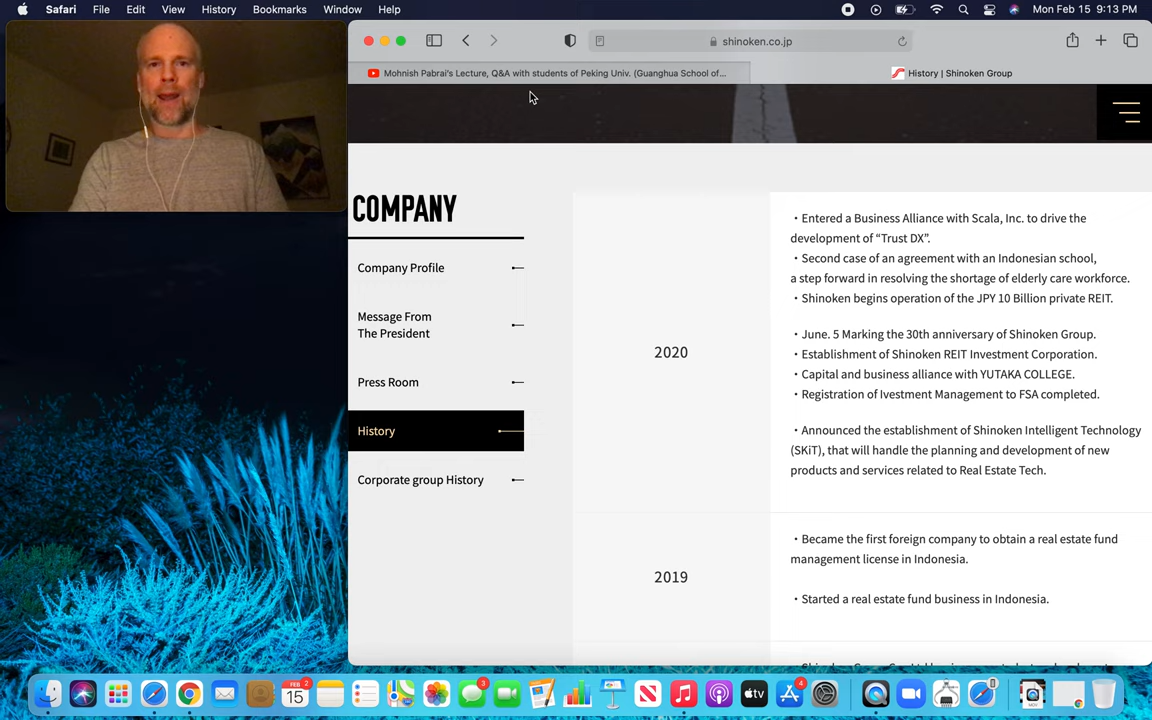 Safari File Edit View History Bookmarks Window Help Mon Feb 15 9:13 PM
shinoken.co.jp
Mohnish Pabrai's Lecture, Q&A with students of Peking Univ. (Guanghua School of...
History | Shinoken Group
COMPANY
Company Profile
Message From
The President
Press Room
History
Corporate group History
2020
・Entered a Business Alliance with Scala, Inc. to drive the
development of “Trust DX”.
・Second case of an agreement with an Indonesian school,
a step forward in resolving the shortage of elderly care workforce.
・Shinoken begins operation of the JPY 10 Billion private REIT.
・June. 5 Marking the 30th anniversary of Shinoken Group.
・Establishment of Shinoken REIT Investment Corporation.
・Capital and business alliance with YUTAKA COLLEGE.
・Registration of Ivestment Management to FSA completed.
・Announced the establishment of Shinoken Intelligent Technology
(SKiT), that will handle the planning and development of new
products and services related to Real Estate Tech.
2019
・Became the first foreign company to obtain a real estate fund
management license in Indonesia.
・Started a real estate fund business in Indonesia.
FEB 2
15
3
4